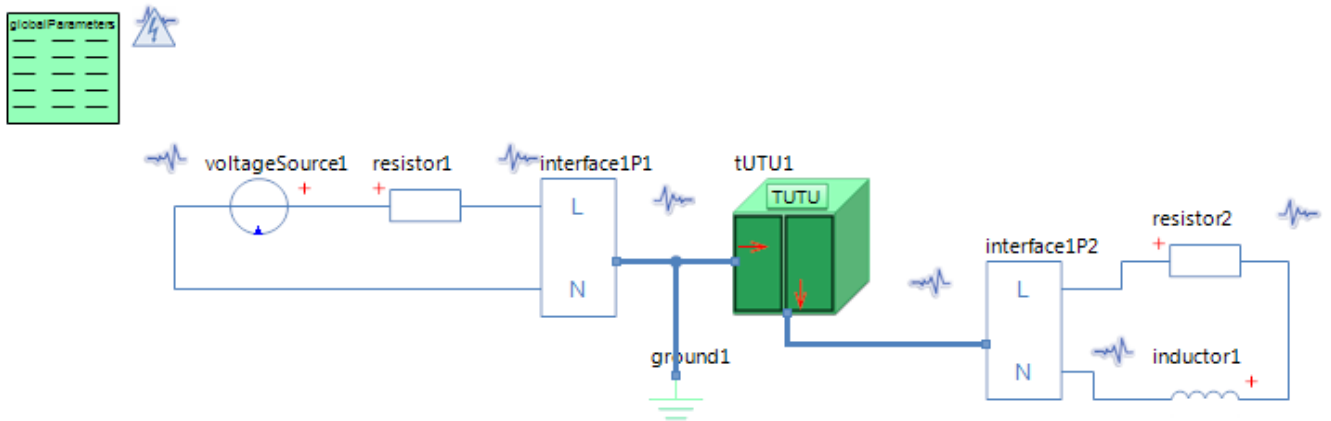 globalParameters
voltageSource1
resistor1
interface1P1
tUTU1
L
TUTU
N
ground1
interface1P2
resistor2
L
N
inductor1